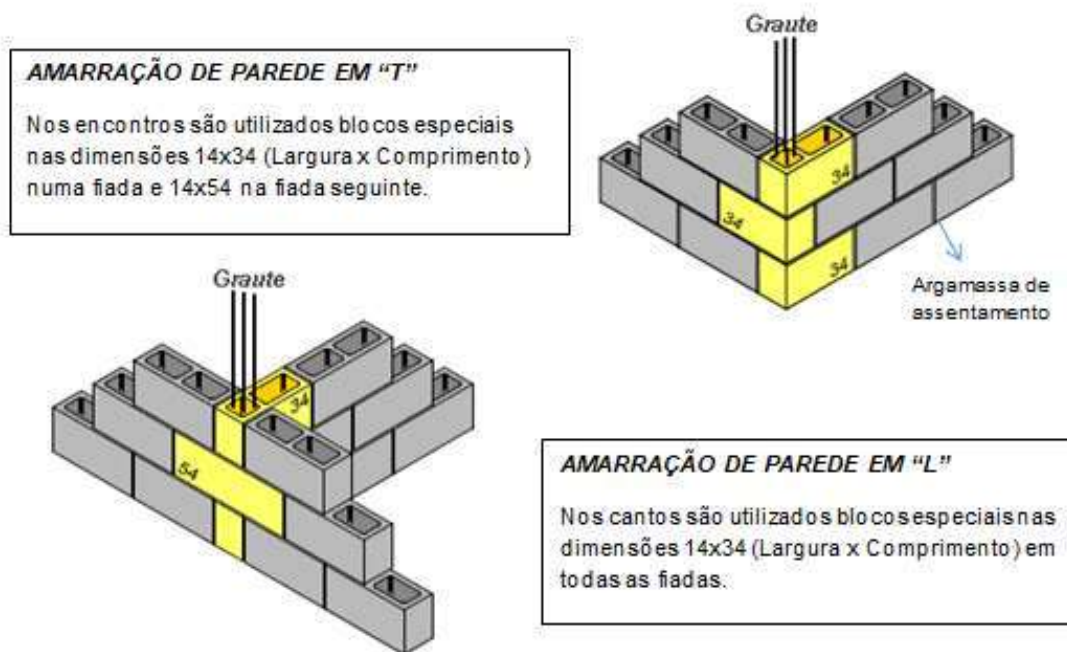 AMARRAÇÃO DE PAREDE EM “T”
Nos encontros são utilizados blocos especiais
nas dimensões 14x34 (Largura x Comprimento)
numa fiada e 14x54 na fiada seguinte.
Graute
34
34
34
Argamassa de
assentamento
Graute
34
54
AMARRAÇÃO DE PAREDE EM “L”
Nos cantos são utilizados blocos especiais nas
dimensões 14x34 (Largura x Comprimento) em
todas as fiadas.